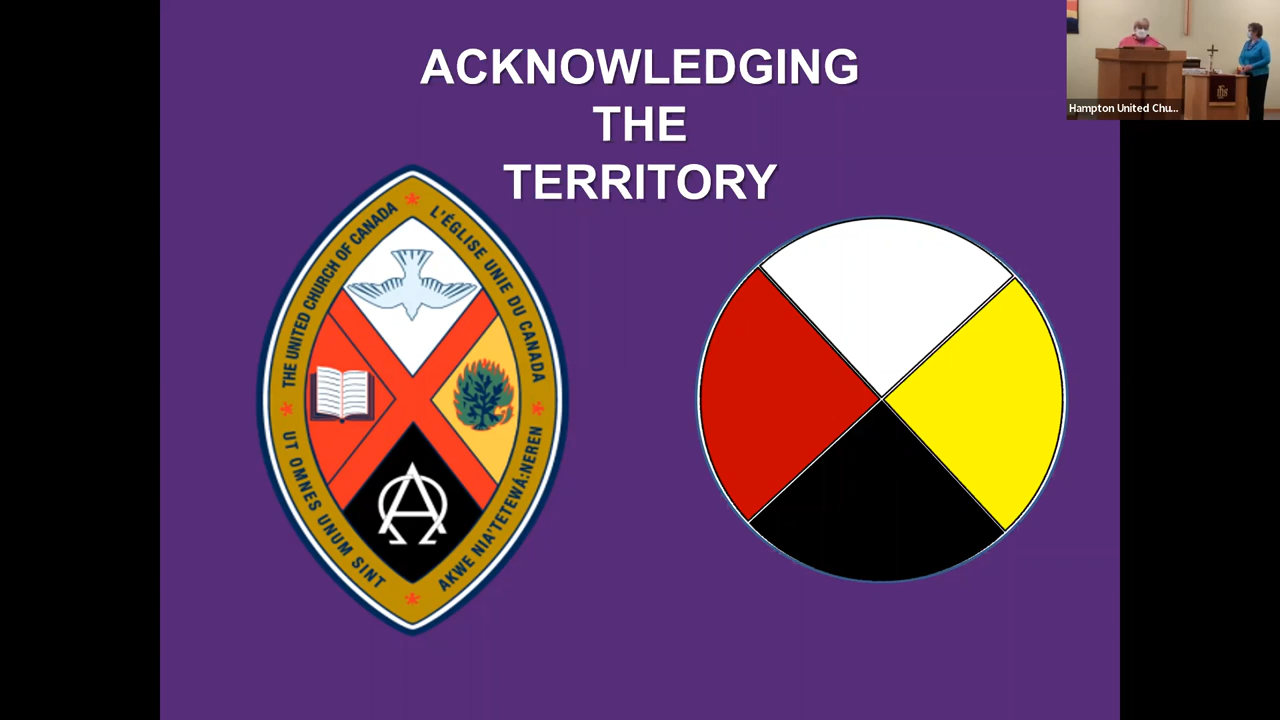 ACKNOWLEDGING
THE
TERRITORY
THE UNITED CHURCH OF CANADA
L'ÉGLISE UNIE DU CANADA
UT OMNES UNUM SINT
AKWE NIA'TETEWÁ:NEREN
Hampton United Chu...